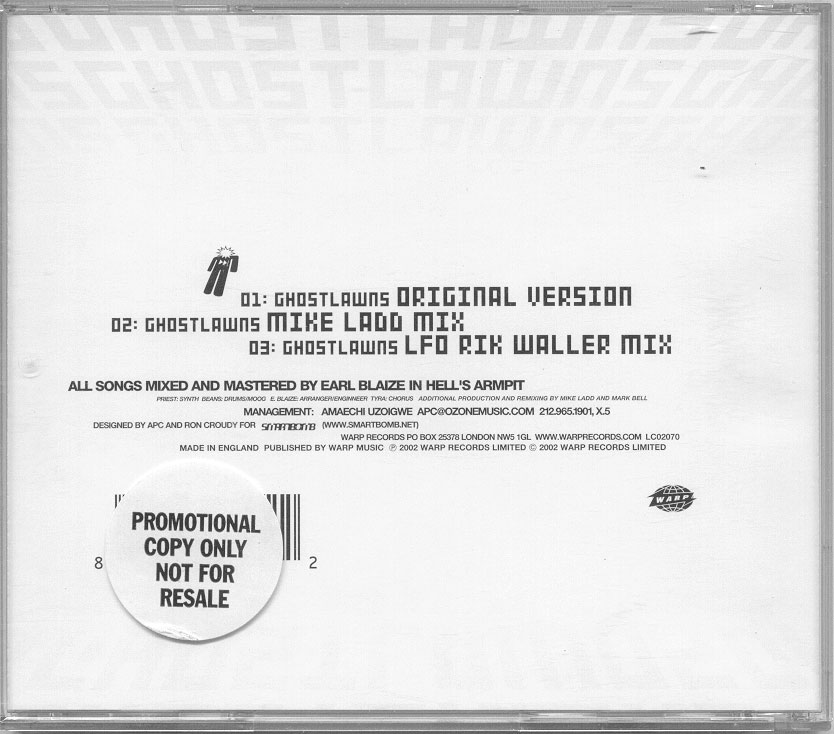 GHOSTLAWNS
SGHOST-LAWNSGH
GHOST-LAWNSGHO
01: GHOSTLAWNS ORIGINAL VERSION
02: GHOSTLAWNS MIKE LADD MIX
03: GHOSTLAWNS LFO RIK WALLER MIX
ALL SONGS MIXED AND MASTERED BY EARL BLAIZE IN HELL'S ARMPIT
PRIEST: SYNTH BEANS: DRUMS/MOOG E. BLAIZE: ARRANGER/ENGINNEER TYRA: CHORUS ADDITIONAL PRODUCTION AND REMIXING BY MIKE LADD AND MARK BELL
MANAGEMENT: AMAECHI UZOIGWE APC@OZONEMUSIC.COM 212.965.1901, X.5
DESIGNED BY APC AND RON CROUDY FOR SMARTBOMB (WWW.SMARTBOMB.NET)
WARP RECORDS PO BOX 25378 LONDON NW5 1GL WWW.WARPRECORDS.COM LC02070
MADE IN ENGLAND PUBLISHED BY WARP MUSIC ℗ 2002 WARP RECORDS LIMITED © 2002 WARP RECORDS LIMITED
WARP
PROMOTIONAL
COPY ONLY
NOT FOR
RESALE
8 2